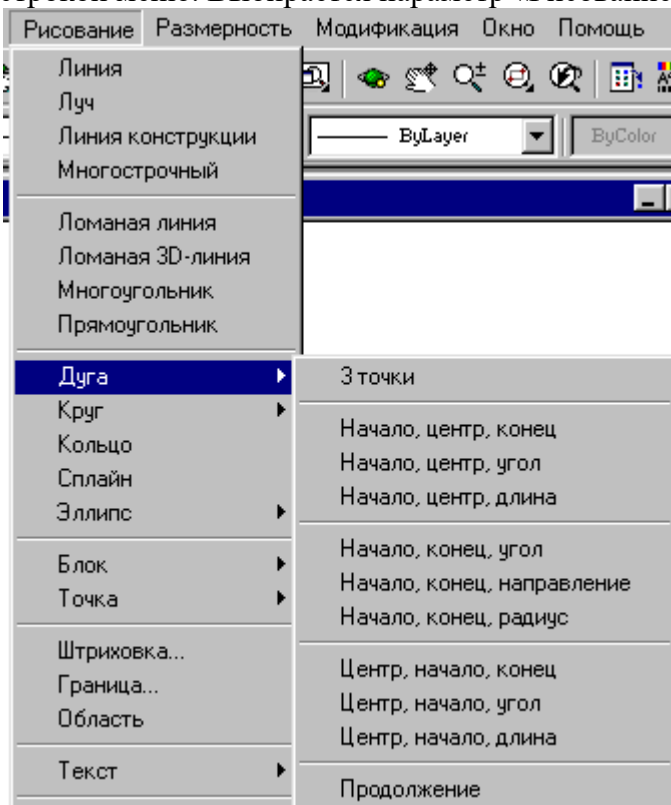 Рисование Размерность Модификация Окно Помощь
Линия
Луч
Линия конструкции
Многострочный
ByLayer
ByColor
Ломаная линия
Ломаная 3D-линия
Многоугольник
Прямоугольник
Дуга
Круг
Кольцо
Сплайн
Эллипс
Блок
Точка
Штриховка...
Граница...
Область
Текст
3 точки
Начало, центр, конец
Начало, центр, угол
Начало, центр, длина
Начало, конец, угол
Начало, конец, направление
Начало, конец, радиус
Центр, начало, конец
Центр, начало, угол
Центр, начало, длина
Продолжение